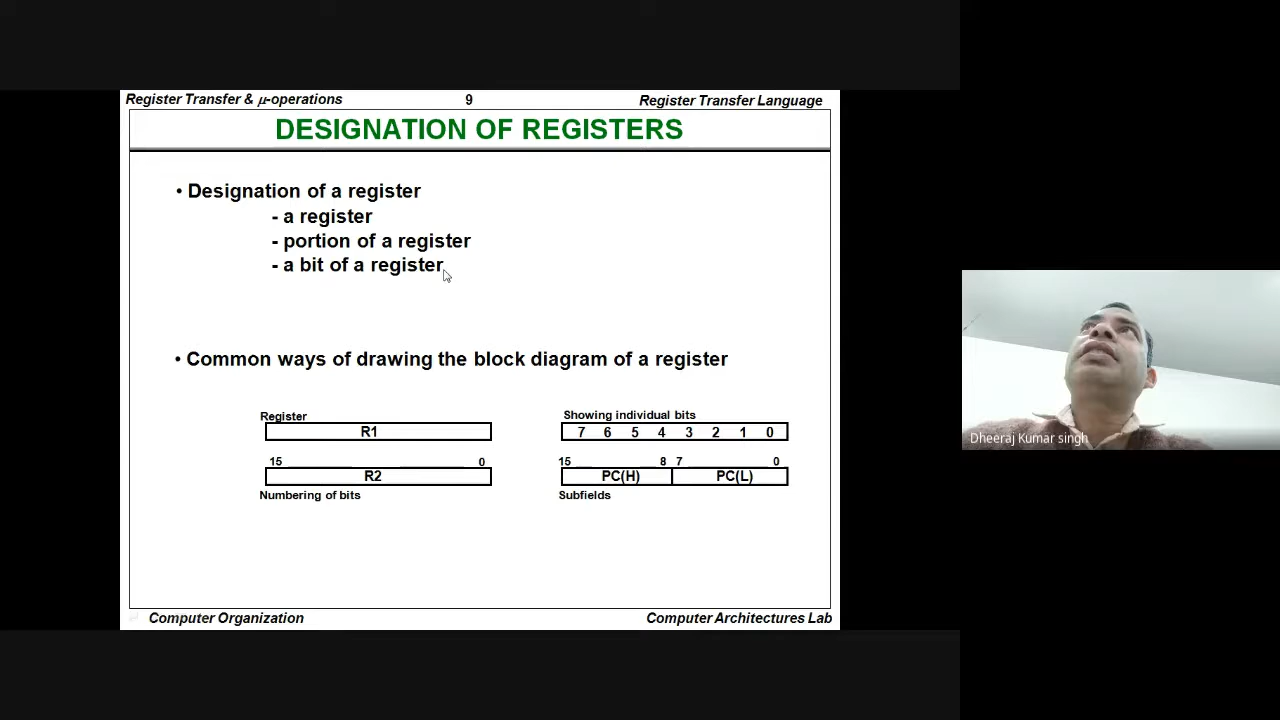 Register Transfer & μ-operations 9 Register Transfer Language
DESIGNATION OF REGISTERS
• Designation of a register
- a register
- portion of a register
- a bit of a register
• Common ways of drawing the block diagram of a register
Register Showing individual bits
R1 7 6 5 4 3 2 1 0
15 0 15 8 7 0
R2 PC(H) PC(L)
Numbering of bits Subfields
Computer Organization Computer Architectures Lab
Dheeraj Kumar singh